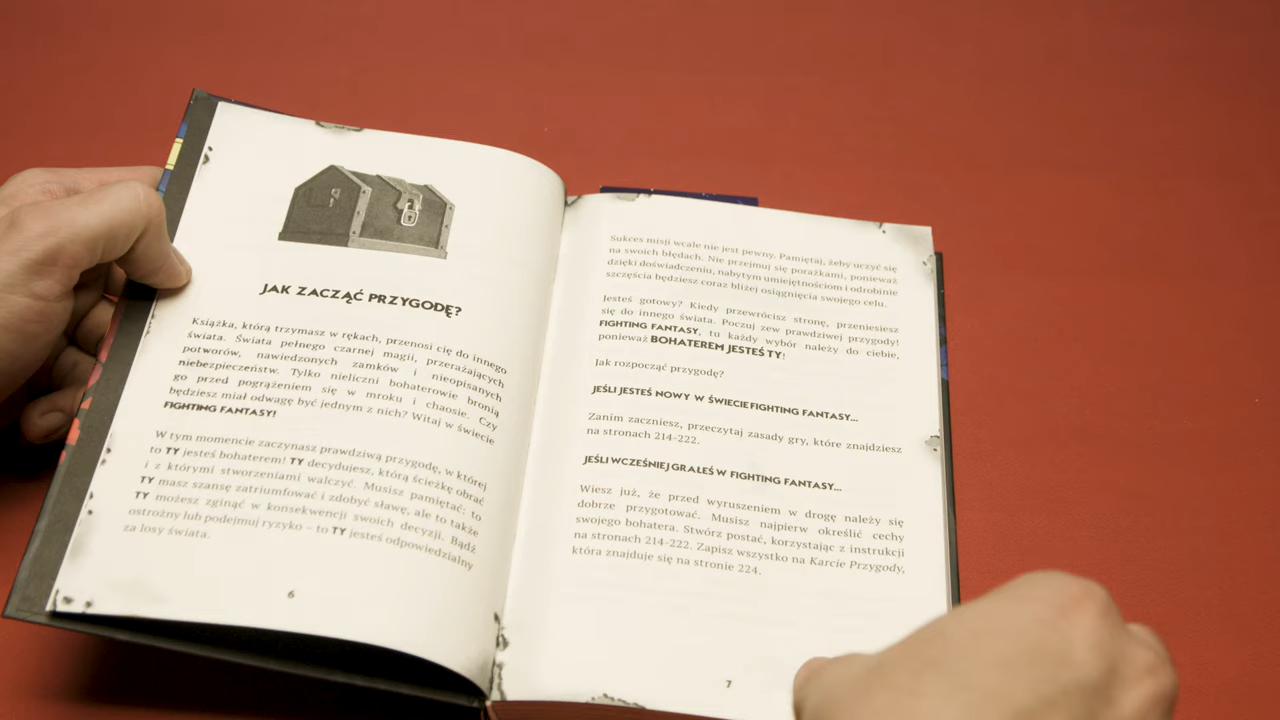 JAK ZACZĄĆ PRZYGODĘ?
Książka, którą trzymasz w rękach, przenosi cię do innego
świata. Świata pełnego czarnej magii, przerażających
potworów, nawiedzonych zamków i nieopisanych
niebezpieczeństw. Tylko nieliczni bohaterowie bronią
go przed pogrążeniem się w mroku i chaosie. Czy
będziesz miał odwagę być jednym z nich? Witaj w świecie
FIGHTING FANTASY!
W tym momencie zaczynasz prawdziwą przygodę, w której
to TY jesteś bohaterem! TY decydujesz, którą ścieżkę obrać
i z którymi stworzeniami walczyć. Musisz pamiętać: to
TY masz szansę zatriumfować i zdobyć sławę, ale to także
TY możesz zginąć w konsekwencji swoich decyzji. Bądź
ostrożny lub podejmuj ryzyko – to TY jesteś odpowiedzialny
za losy świata.
6
Sukces misji wcale nie jest pewny. Pamiętaj, żeby uczyć się
na swoich błędach. Nie przejmuj się porażkami, ponieważ
dzięki doświadczeniu, nabytym umiejętnościom i odrobinie
szczęścia będziesz coraz bliżej osiągnięcia swojego celu.
Jesteś gotowy? Kiedy przewrócisz stronę, przeniesiesz
się do innego świata. Poczuj zew prawdziwej przygody!
FIGHTING FANTASY, tu każdy wybór należy do ciebie,
ponieważ BOHATEREM JESTEŚ TY!
Jak rozpocząć przygodę?
JEŚLI JESTEŚ NOWY W ŚWIECIE FIGHTING FANTASY...
Zanim zaczniesz, przeczytaj zasady gry, które znajdziesz
na stronach 214-222.
JEŚLI WCZEŚNIEJ GRAŁEŚ W FIGHTING FANTASY...
Wiesz już, że przed wyruszeniem w drogę należy się
dobrze przygotować. Musisz najpierw określić cechy
swojego bohatera. Stwórz postać, korzystając z instrukcji
na stronach 214-222. Zapisz wszystko na Karcie Przygody,
która znajduje się na stronie 224.
7